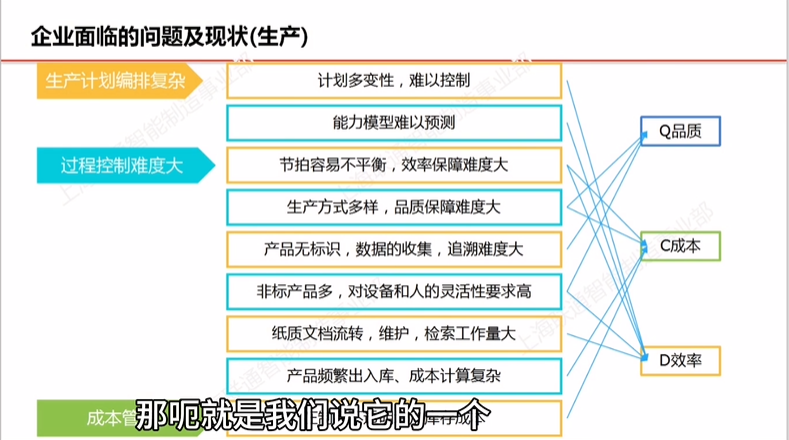 企业面临的问题及现状(生产)
生产计划编排复杂
计划多变性，难以控制
能力模型难以预测
过程控制难度大
节拍容易不平衡，效率保障难度大
生产方式多样，品质保障难度大
产品无标识，数据的收集，追溯难度大
非标产品多，对设备和人的灵活性要求高
纸质文档流转，维护，检索工作量大
产品频繁出入库、成本计算复杂
成本管
库存成本
Q品质
C成本
D效率
那呃就是我们说它的一个